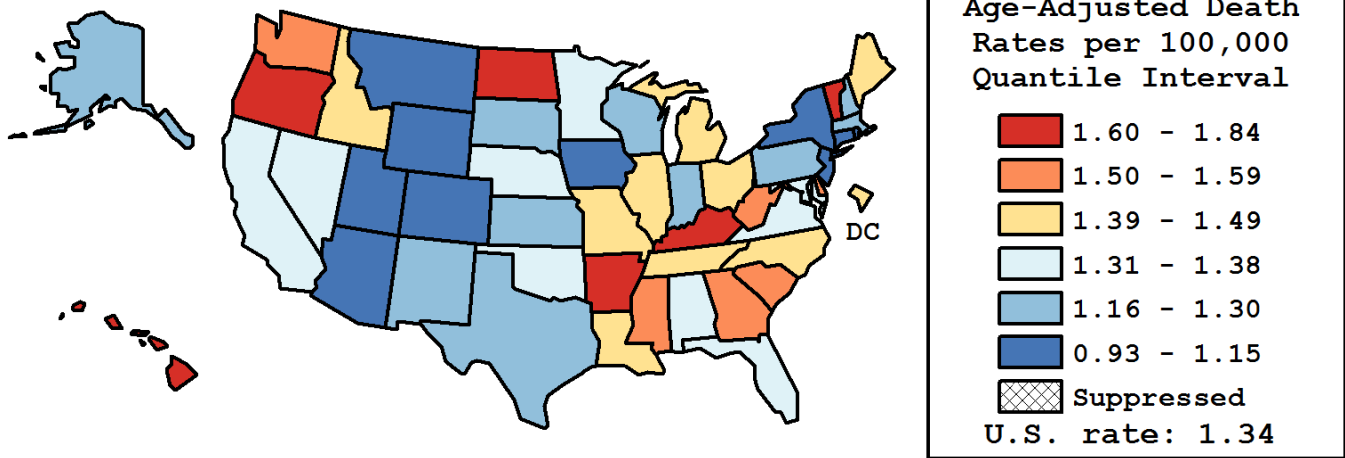 Age-Adjusted Death
Rates per 100,000
Quantile Interval
1.60 - 1.84
1.50 - 1.59
1.39 - 1.49
1.31 - 1.38
1.16 - 1.30
0.93 - 1.15
Suppressed
U.S. rate: 1.34
DC